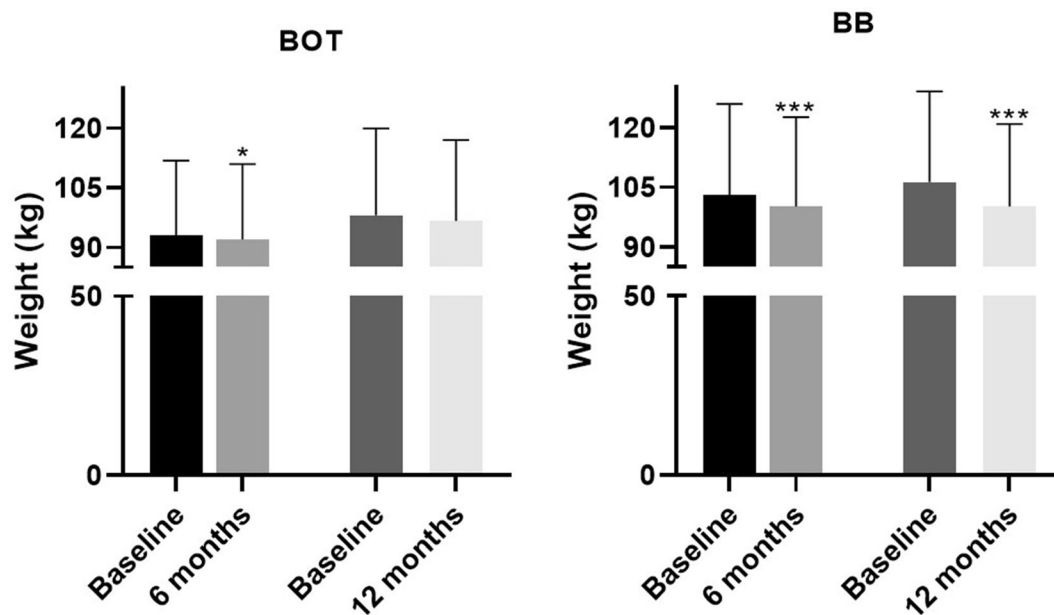 BOT
Weight (kg)
120
105
90
50
0
*
Baseline
6 months
Baseline
12 months
BB
Weight (kg)
120
105
90
50
0
***
***
Baseline
6 months
Baseline
12 months